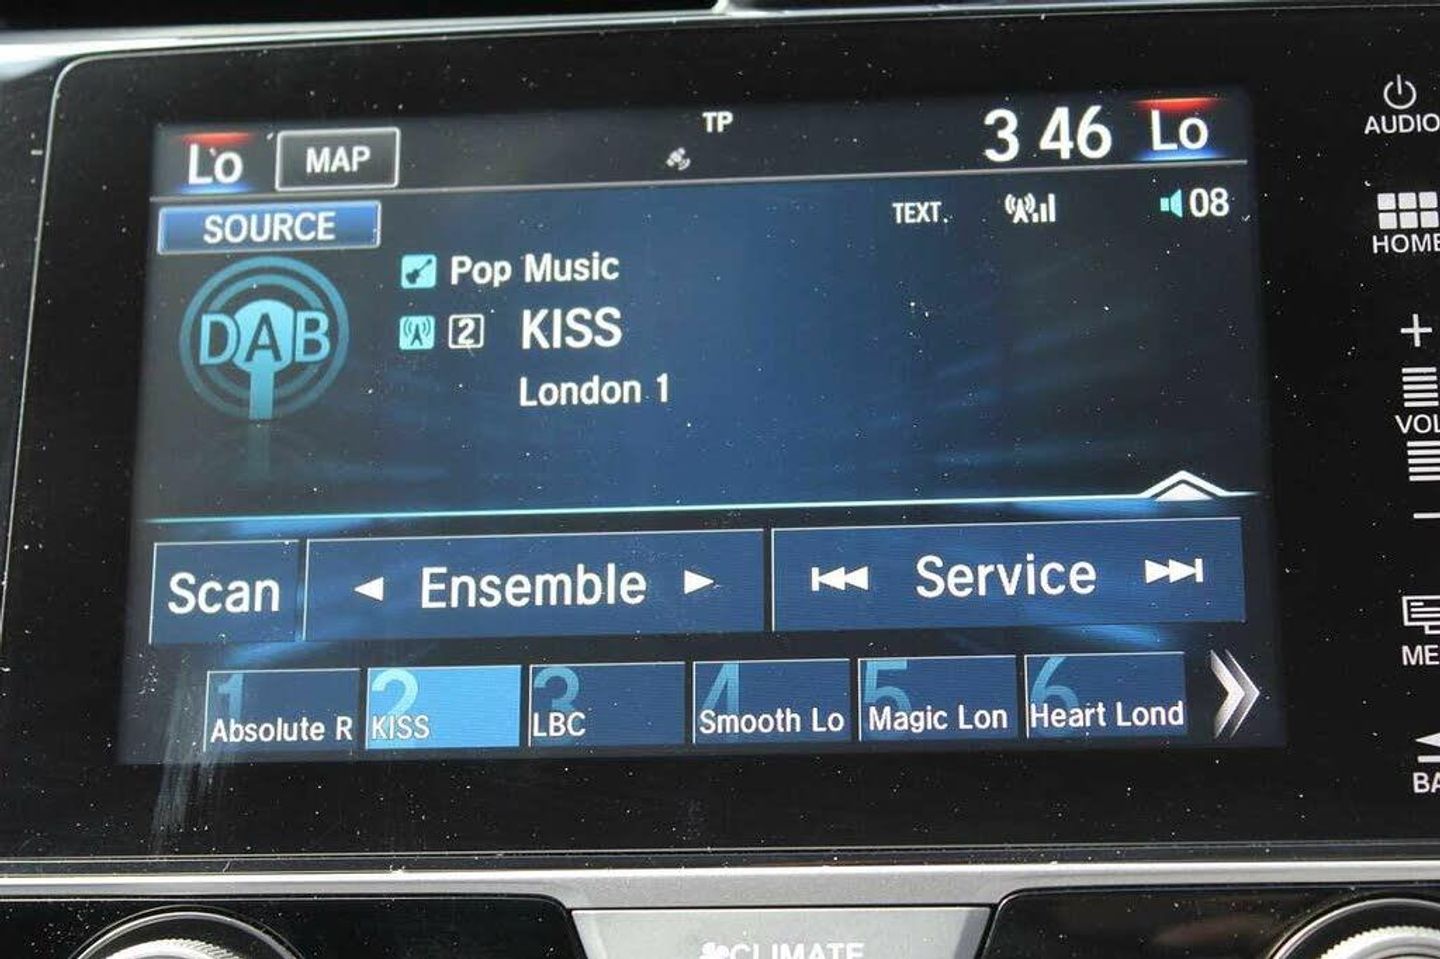 Lo MAP TP 3 46 Lo
SOURCE TEXT 08
Pop Music
DAB 2 KISS
London 1
Scan Ensemble Service
1 Absolute R
2 KISS
3 LBC
4 Smooth Lo
5 Magic Lon
6 Heart Lond
AUDIO
HOME
VOL
ME
BA
CLIMATE